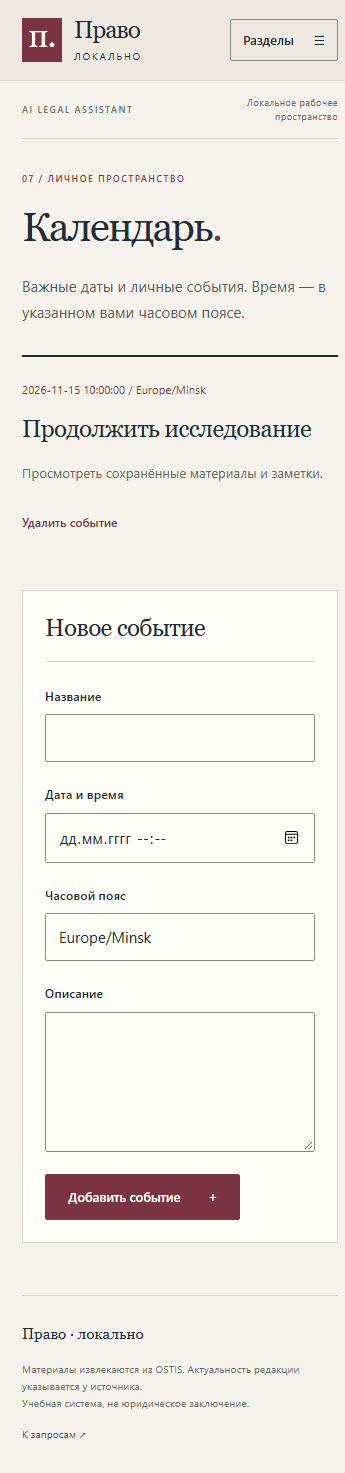 П.
Право
ЛОКАЛЬНО
Разделы ☰
AI LEGAL ASSISTANT
Локальное рабочее
пространство
07 / ЛИЧНОЕ ПРОСТРАНСТВО
Календарь.
Важные даты и личные события. Время — в
указанном вами часовом поясе.
2026-11-15 10:00:00 / Europe/Minsk
Продолжить исследование
Просмотреть сохранённые материалы и заметки.
Удалить событие
Новое событие
Название
Дата и время
дд.мм.гггг --:--
Часовой пояс
Europe/Minsk
Описание
Добавить событие +
Право · локально
Материалы извлекаются из OSTIS. Актуальность редакции
указывается у источника.
Учебная система, не юридическое заключение.
К запросам ↗